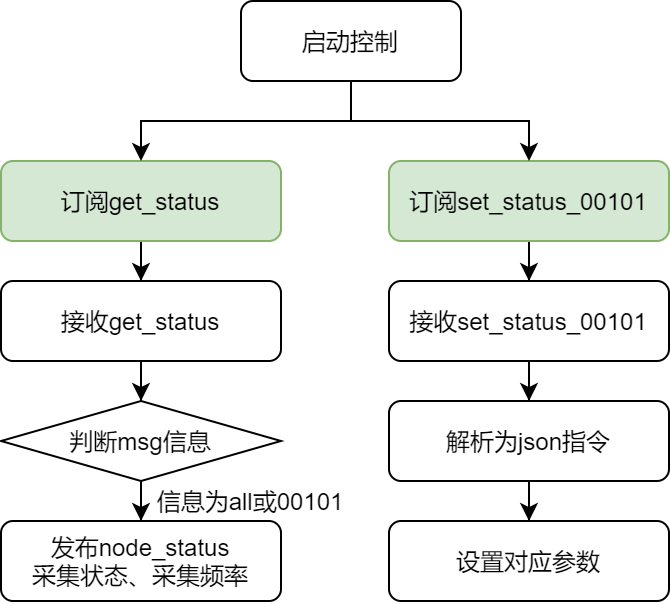 启动控制
订阅get_status
订阅set_status_00101
接收get_status
接收set_status_00101
判断msg信息
解析为json指令
信息为all或00101
发布node_status
采集状态、采集频率
设置对应参数